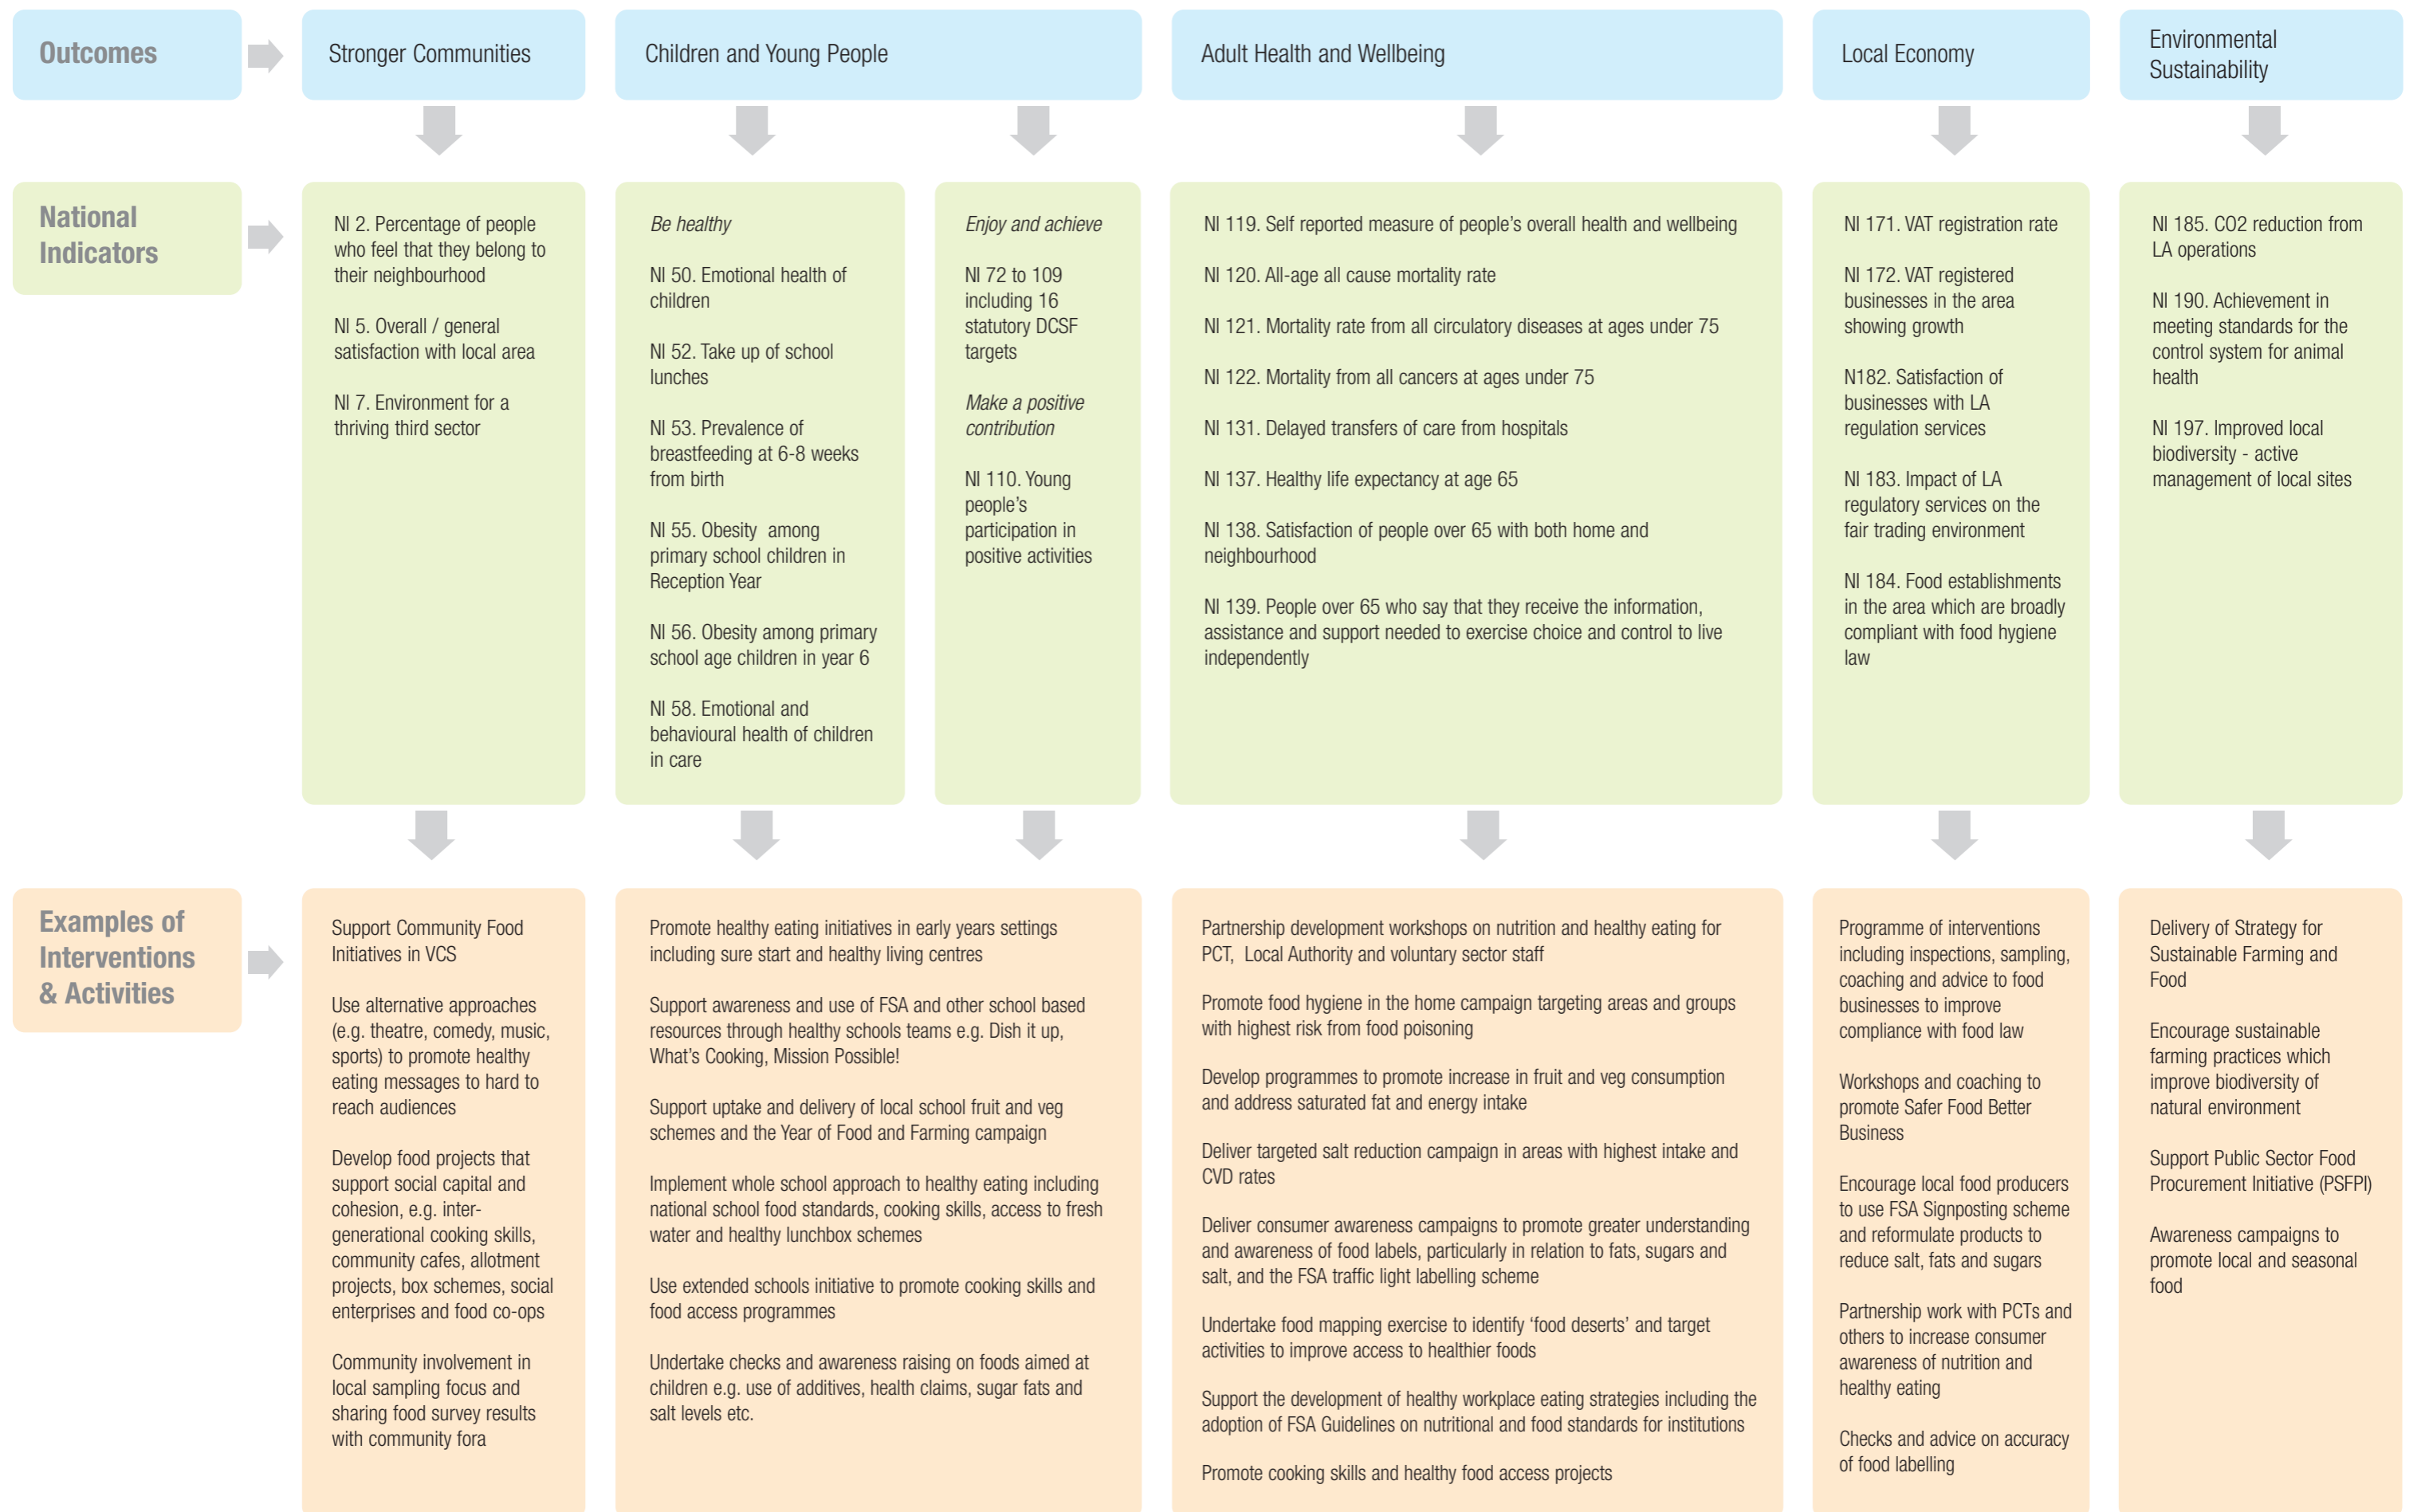 Outcomes
Stronger Communities
Children and Young People
Adult Health and Wellbeing
Local Economy
Environmental
Sustainability
National
Indicators
NI 2. Percentage of people
who feel that they belong to
their neighbourhood
NI 5. Overall / general
satisfaction with local area
NI 7. Environment for a
thriving third sector
Be healthy
NI 50. Emotional health of
children
NI 52. Take up of school
lunches
NI 53. Prevalence of
breastfeeding at 6-8 weeks
from birth
NI 55. Obesity  among
primary school children in
Reception Year
NI 56. Obesity among primary
school age children in year 6
NI 58. Emotional and
behavioural health of children
in care
Enjoy and achieve
NI 72 to 109
including 16
statutory DCSF
targets
Make a positive
contribution
NI 110. Young
people's
participation in
positive activities
NI 119. Self reported measure of people's overall health and wellbeing
NI 120. All-age all cause mortality rate
NI 121. Mortality rate from all circulatory diseases at ages under 75
NI 122. Mortality from all cancers at ages under 75
NI 131. Delayed transfers of care from hospitals
NI 137. Healthy life expectancy at age 65
NI 138. Satisfaction of people over 65 with both home and
neighbourhood
NI 139. People over 65 who say that they receive the information,
assistance and support needed to exercise choice and control to live
independently
NI 171. VAT registration rate
NI 172. VAT registered
businesses in the area
showing growth
N182. Satisfaction of
businesses with LA
regulation services
NI 183. Impact of LA
regulatory services on the
fair trading environment
NI 184. Food establishments
in the area which are broadly
compliant with food hygiene
law
NI 185. CO2 reduction from
LA operations
NI 190. Achievement in
meeting standards for the
control system for animal
health
NI 197. Improved local
biodiversity - active
management of local sites
Examples of
Interventions
& Activities
Support Community Food
Initiatives in VCS
Use alternative approaches
(e.g. theatre, comedy, music,
sports) to promote healthy
eating messages to hard to
reach audiences
Develop food projects that
support social capital and
cohesion, e.g. inter-
generational cooking skills,
community cafes, allotment
projects, box schemes, social
enterprises and food co-ops
Community involvement in
local sampling focus and
sharing food survey results
with community fora
Promote healthy eating initiatives in early years settings
including sure start and healthy living centres
Support awareness and use of FSA and other school based
resources through healthy schools teams e.g. Dish it up,
What's Cooking, Mission Possible!
Support uptake and delivery of local school fruit and veg
schemes and the Year of Food and Farming campaign
Implement whole school approach to healthy eating including
national school food standards, cooking skills, access to fresh
water and healthy lunchbox schemes
Use extended schools initiative to promote cooking skills and
food access programmes
Undertake checks and awareness raising on foods aimed at
children e.g. use of additives, health claims, sugar fats and
salt levels etc.
Partnership development workshops on nutrition and healthy eating for
PCT,  Local Authority and voluntary sector staff
Promote food hygiene in the home campaign targeting areas and groups
with highest risk from food poisoning
Develop programmes to promote increase in fruit and veg consumption
and address saturated fat and energy intake
Deliver targeted salt reduction campaign in areas with highest intake and
CVD rates
Deliver consumer awareness campaigns to promote greater understanding
and awareness of food labels, particularly in relation to fats, sugars and
salt, and the FSA traffic light labelling scheme
Undertake food mapping exercise to identify 'food deserts' and target
activities to improve access to healthier foods
Support the development of healthy workplace eating strategies including the
adoption of FSA Guidelines on nutritional and food standards for institutions
Promote cooking skills and healthy food access projects
Programme of interventions
including inspections, sampling,
coaching and advice to food
businesses to improve
compliance with food law
Workshops and coaching to
promote Safer Food Better
Business
Encourage local food producers
to use FSA Signposting scheme
and reformulate products to
reduce salt, fats and sugars
Partnership work with PCTs and
others to increase consumer
awareness of nutrition and
healthy eating
Checks and advice on accuracy
of food labelling
Delivery of Strategy for
Sustainable Farming and
Food
Encourage sustainable
farming practices which
improve biodiversity of
natural environment
Support Public Sector Food
Procurement Initiative (PSFPI)
Awareness campaigns to
promote local and seasonal
food